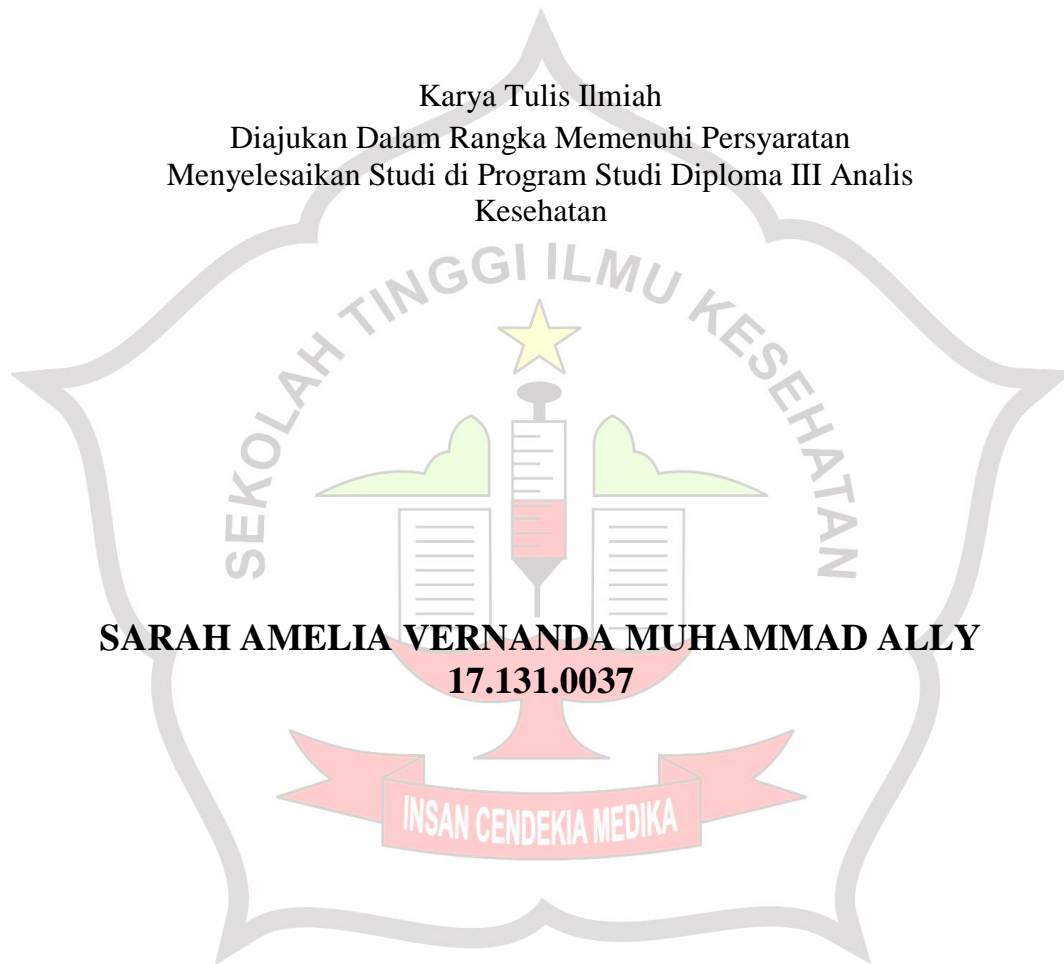 Karya Tulis Ilmiah
Diajukan Dalam Rangka Memenuhi Persyaratan
Menyelesaikan Studi di Program Studi Diploma III Analis
Kesehatan
SEKOLAH TINGGI ILMU KESEHATAN
SARAH AMELIA VERNANDA MUHAMMAD ALLY
17.131.0037
INSAN CENDEKIA MEDIKA